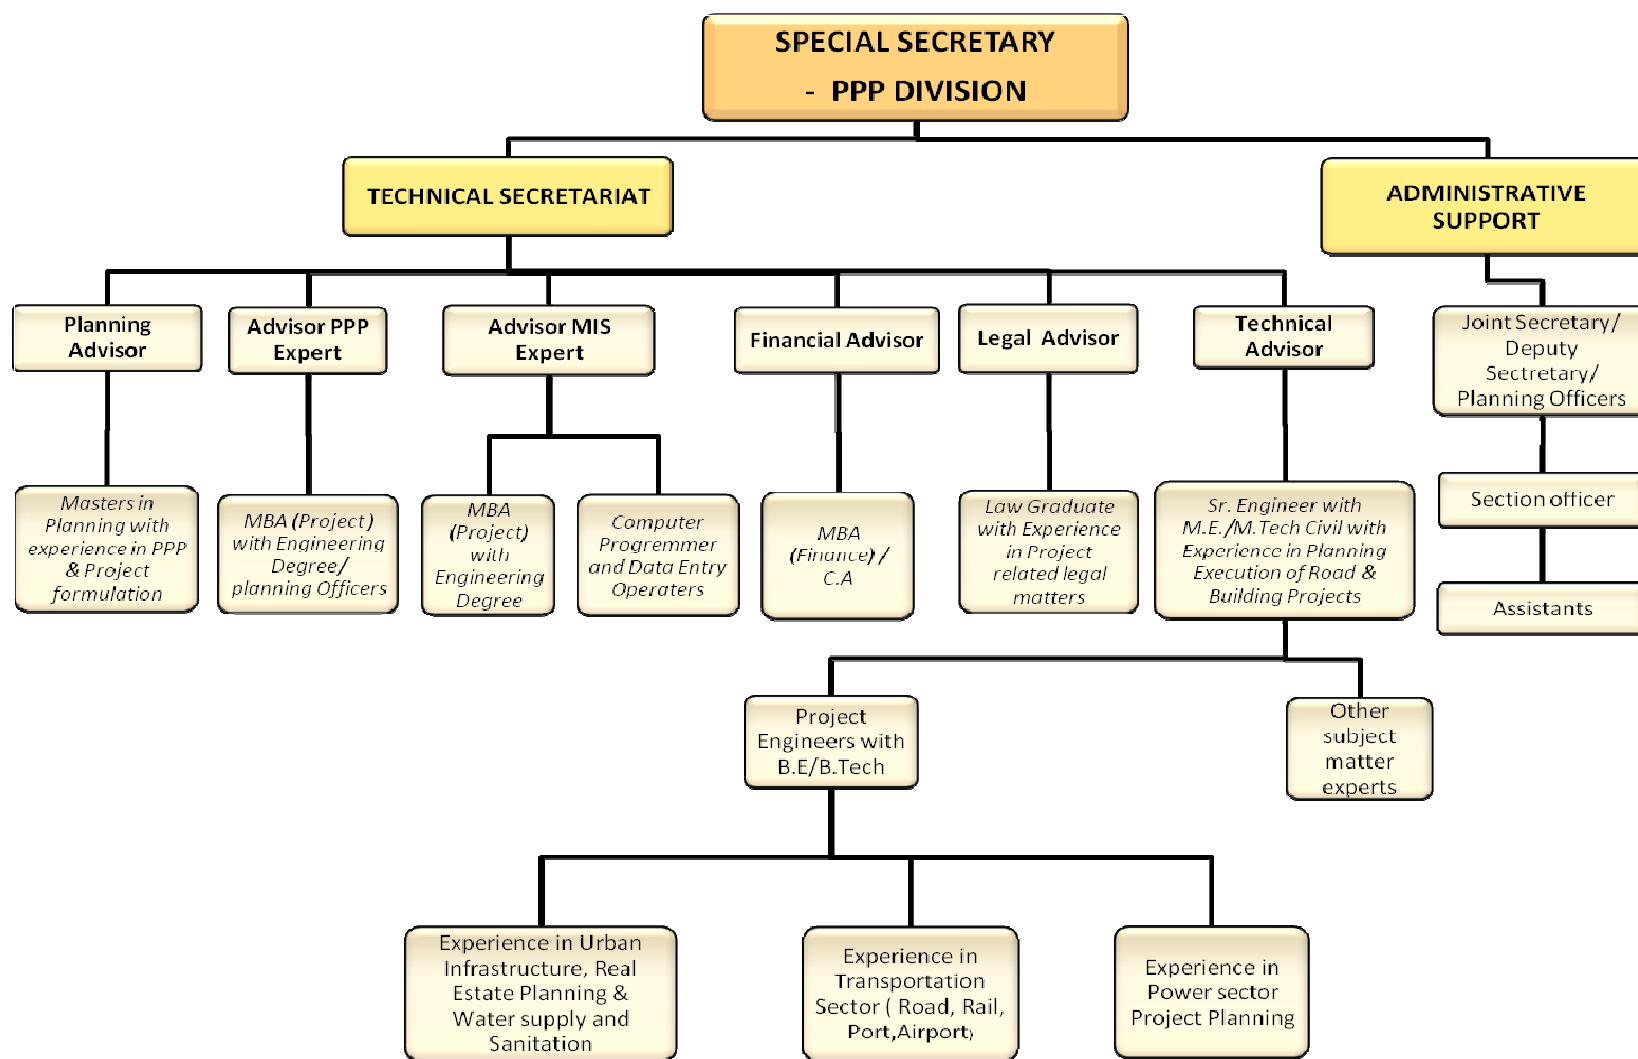 SPECIAL SECRETARY
- PPP DIVISION
TECHNICAL SECRETARIAT
ADMINISTRATIVE
SUPPORT
Planning
Advisor
Advisor PPP
Expert
Advisor MIS
Expert
Financial Advisor
Legal Advisor
Technical
Advisor
Joint Secretary/
Deputy
Sectretary/
Planning Officers
Masters in
Planning with
experience in PPP
& Project
formulation
MBA (Project)
with Engineering
Degree/
planning Officers
MBA
(Project)
with
Engineering
Degree
Computer
Progremmer
and Data Entry
Operaters
MBA
(Finance) /
C.A
Law Graduate
with Experience
in Project
related legal
matters
Sr. Engineer with
M.E./M.Tech Civil with
Experience in Planning
Execution of Road &
Building Projects
Section officer
Assistants
Project
Engineers with
B.E/B.Tech
Other
subject
matter
experts
Experience in Urban
Infrastructure, Real
Estate Planning &
Water supply and
Sanitation
Experience in
Transportation
Sector ( Road, Rail,
Port,Airport)
Experience in
Power sector
Project Planning